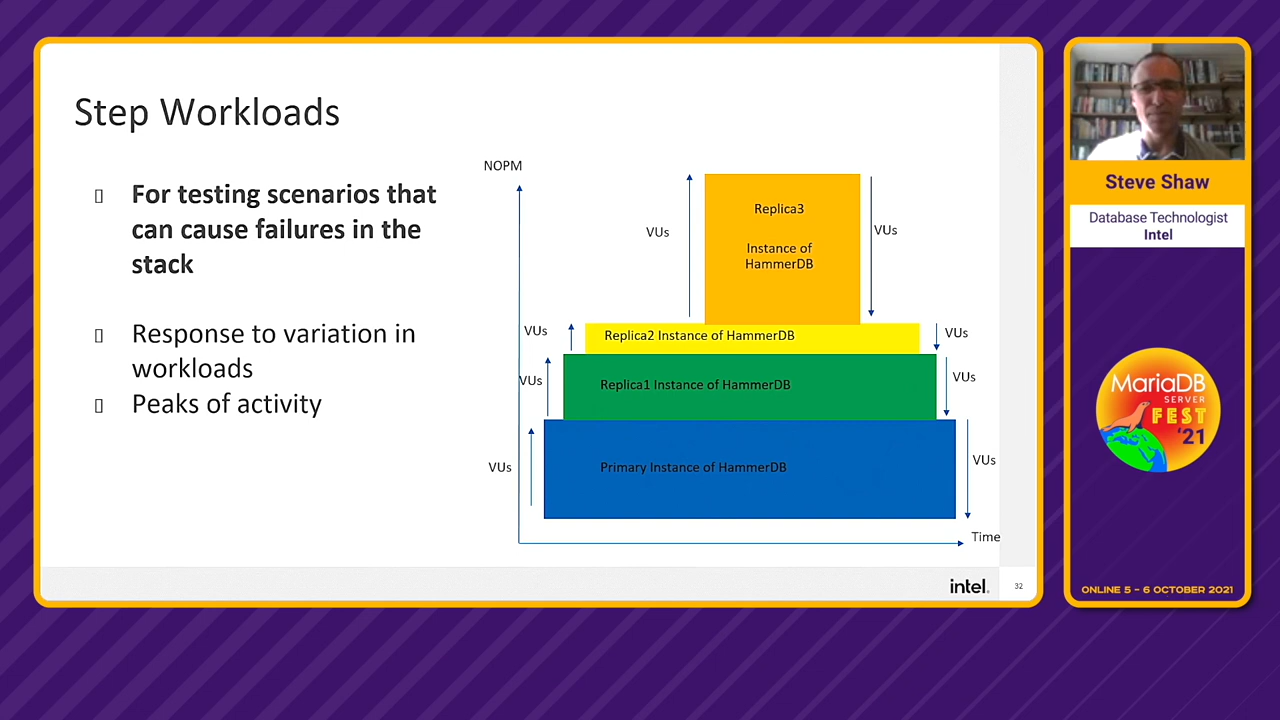 Step Workloads
For testing scenarios that
can cause failures in the
stack
Response to variation in
workloads
Peaks of activity
NOPM
VUs
Replica3
Instance of
HammerDB
VUs
VUs
Replica2 Instance of HammerDB
VUs
VUs
Replica1 Instance of HammerDB
VUs
VUs
Primary Instance of HammerDB
VUs
Time
intel.
32
Steve Shaw
Database Technologist
Intel
MariaDB
SERVER
FEST
'21
ONLINE 5 - 6 OCTOBER 2021